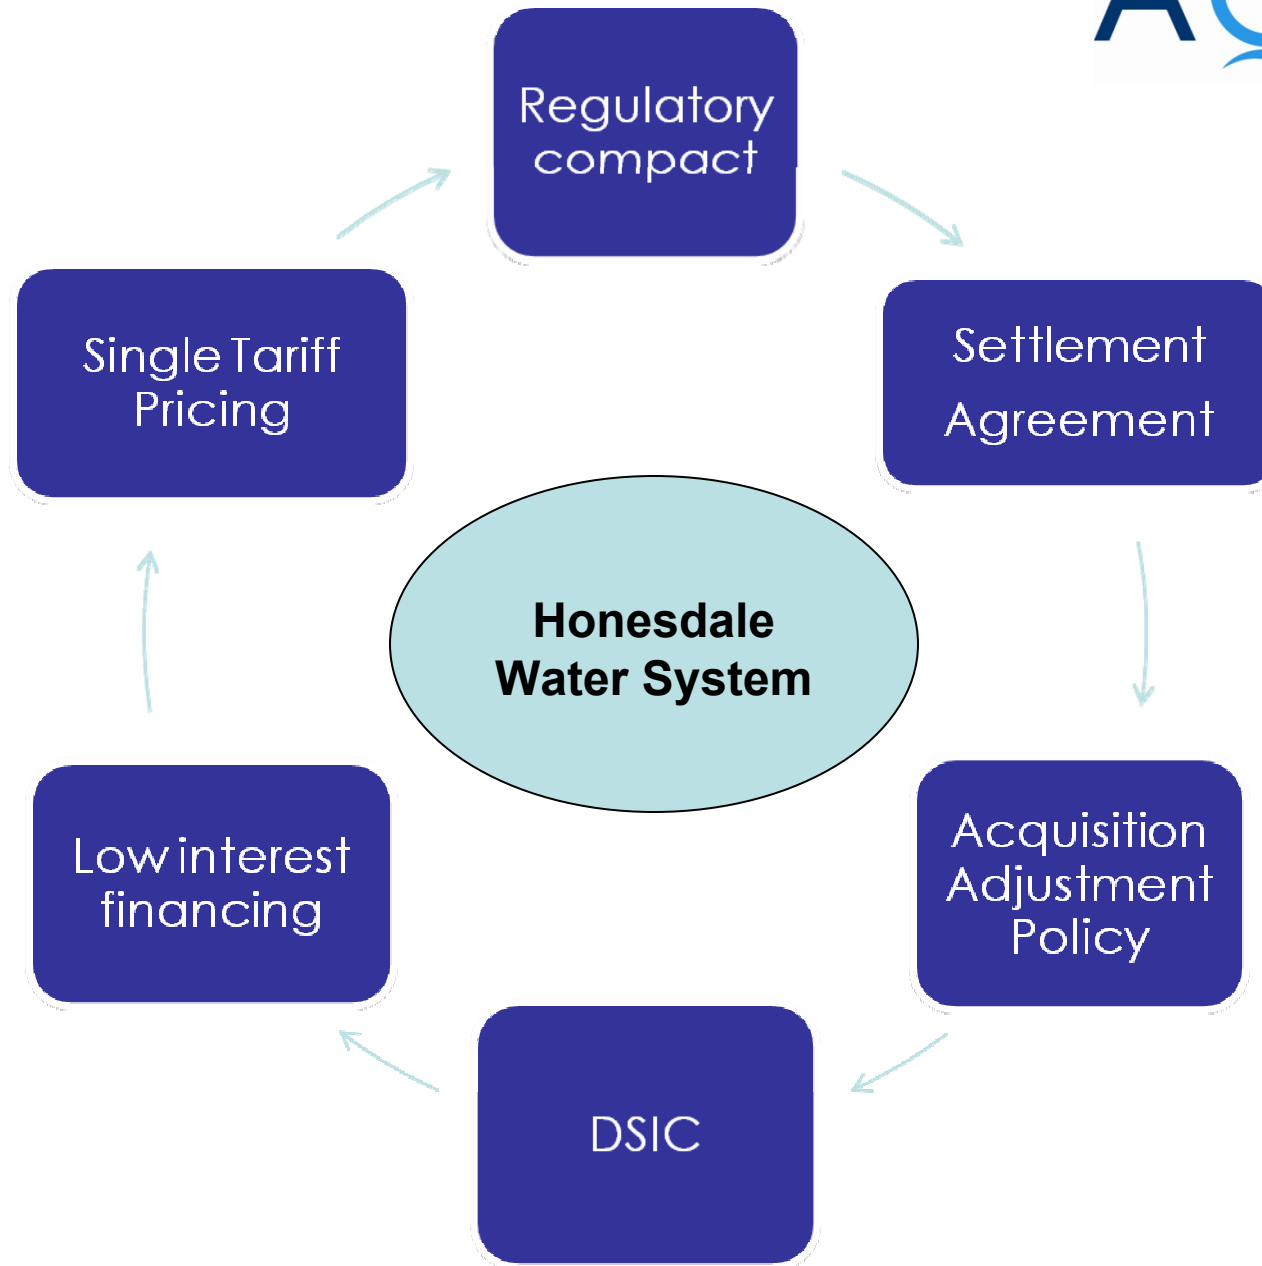 Regulatory
compact
Settlement
Agreement
Acquisition
Adjustment
Policy
DSIC
Low interest
financing
Single Tariff
Pricing
Honesdale
Water System